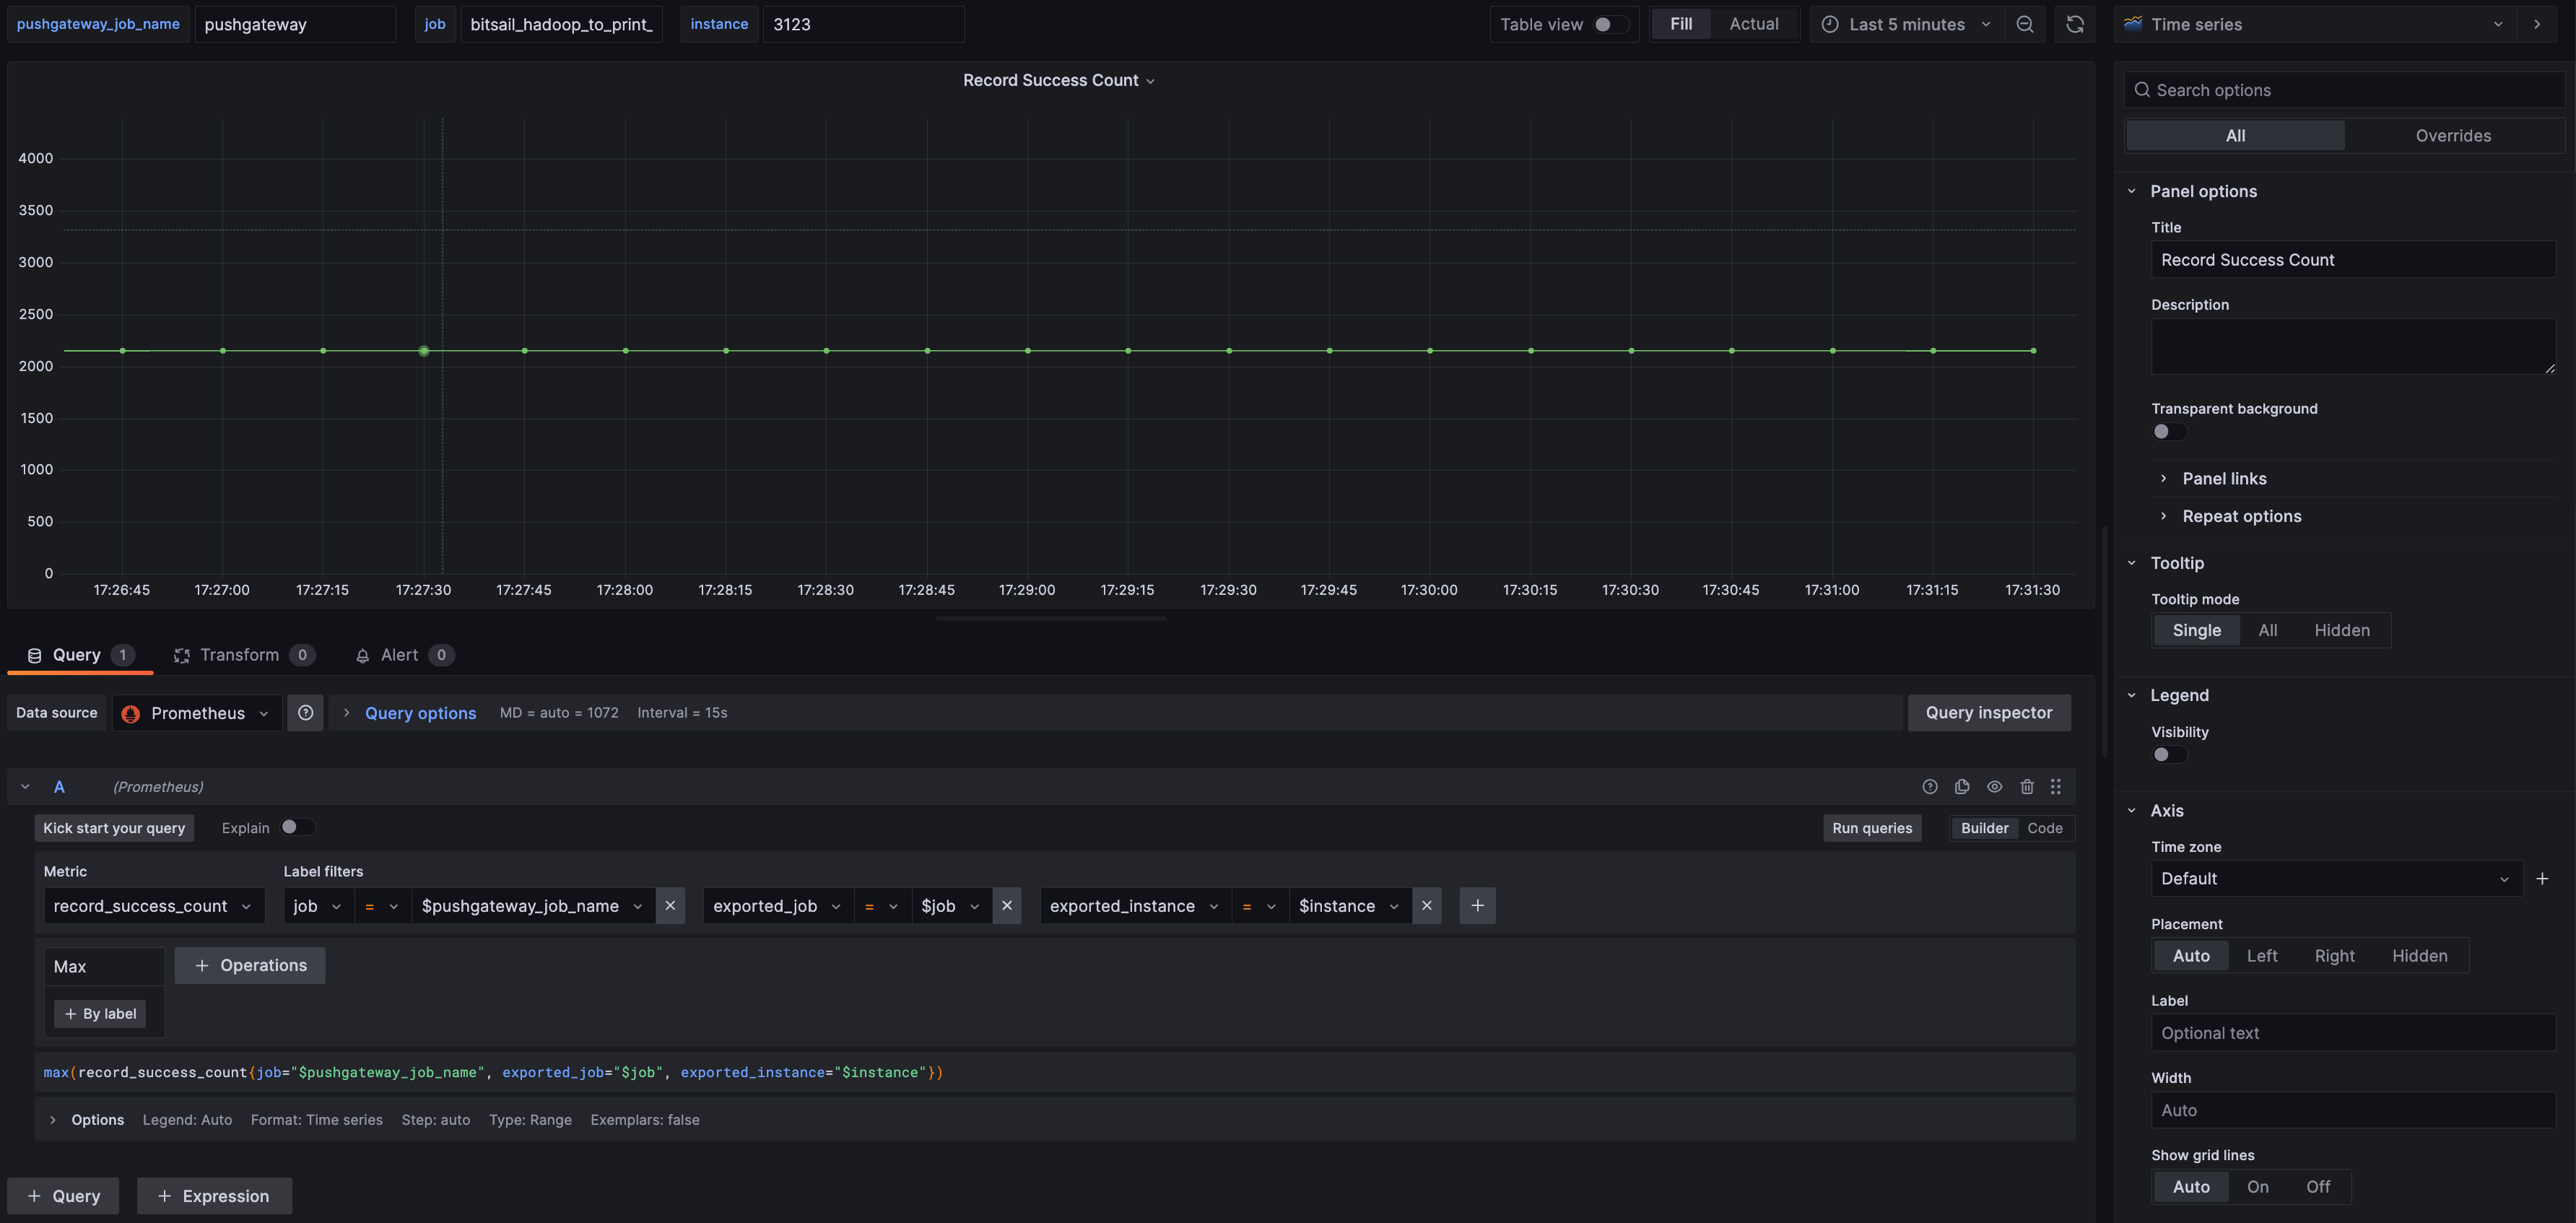 pushgateway_job_name pushgateway job bitsail_hadoop_to_print_ instance 3123 Table view Fill Actual Last 5 minutes Time series
Record Success Count
4000
3500
3000
2500
2000
1500
1000
500
0
17:26:45 17:27:00 17:27:15 17:27:30 17:27:45 17:28:00 17:28:15 17:28:30 17:28:45 17:29:00 17:29:15 17:29:30 17:29:45 17:30:00 17:30:15 17:30:30 17:30:45 17:31:00 17:31:15 17:31:30
Query 1 Transform 0 Alert 0
Data source Prometheus Query options MD = auto = 1072 Interval = 15s Query inspector
A (Prometheus)
Kick start your query Explain Run queries Builder Code
Metric Label filters
record_success_count job = $pushgateway_job_name exported_job = $job exported_instance = $instance
Max + Operations
+ By label
max(record_success_count{job="$pushgateway_job_name", exported_job="$job", exported_instance="$instance"})
Options Legend: Auto Format: Time series Step: auto Type: Range Exemplars: false
+ Query + Expression
Search options
All Overrides
Panel options
Title
Record Success Count
Description
Transparent background
Panel links
Repeat options
Tooltip
Tooltip mode
Single All Hidden
Legend
Visibility
Axis
Time zone
Default
Placement
Auto Left Right Hidden
Label
Optional text
Width
Auto
Show grid lines
Auto On Off